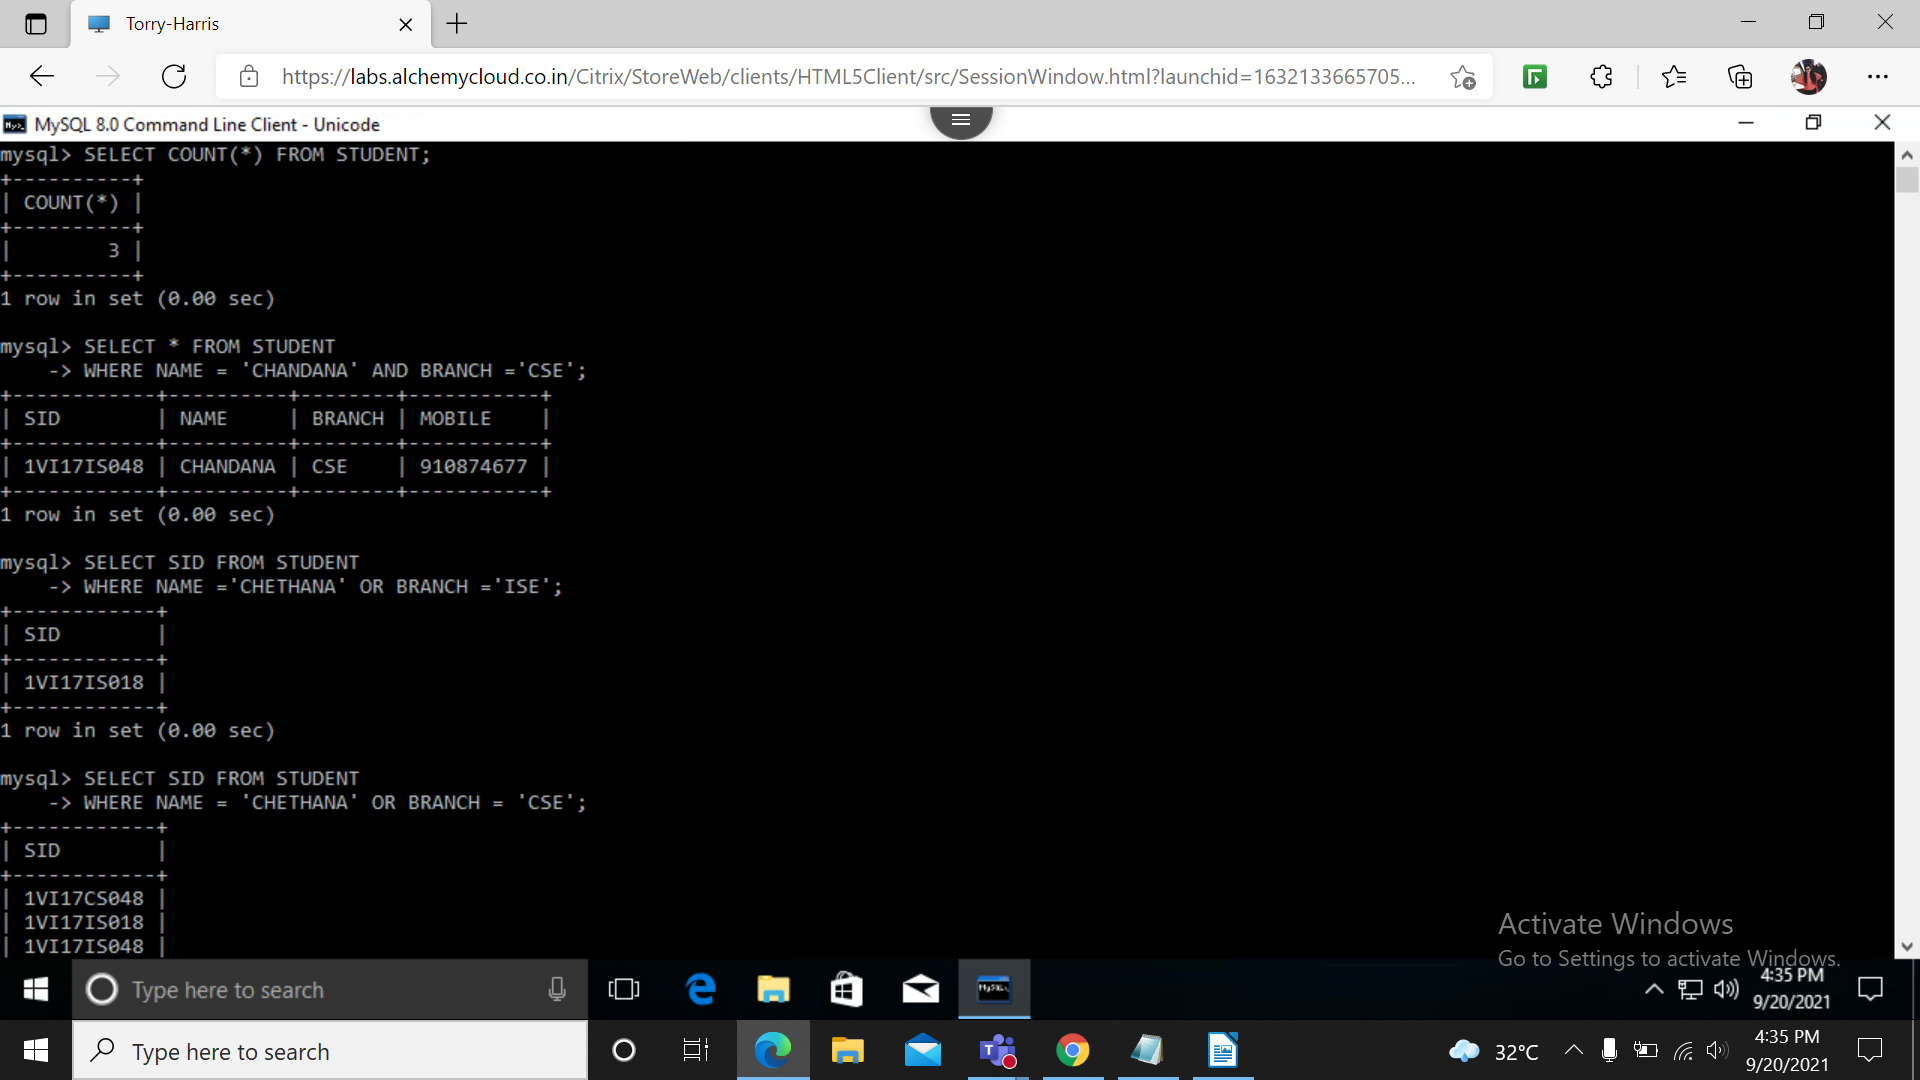 Torry-Harris
https://labs.alchemycloud.co.in/Citrix/StoreWeb/clients/HTML5Client/src/SessionWindow.html?launchid=1632133665705...
MySQL 8.0 Command Line Client - Unicode
mysql> SELECT COUNT(*) FROM STUDENT;
+----------+
| COUNT(*) |
+----------+
|        3 |
+----------+
1 row in set (0.00 sec)
mysql> SELECT * FROM STUDENT
    -> WHERE NAME = 'CHANDANA' AND BRANCH ='CSE';
+------------+----------+--------+-----------+
| SID        | NAME     | BRANCH | MOBILE    |
+------------+----------+--------+-----------+
| 1VI17IS048 | CHANDANA | CSE    | 910874677 |
+------------+----------+--------+-----------+
1 row in set (0.00 sec)
mysql> SELECT SID FROM STUDENT
    -> WHERE NAME ='CHETHANA' OR BRANCH ='ISE';
+------------+
| SID        |
+------------+
| 1VI17IS018 |
+------------+
1 row in set (0.00 sec)
mysql> SELECT SID FROM STUDENT
    -> WHERE NAME = 'CHETHANA' OR BRANCH = 'CSE';
+------------+
| SID        |
+------------+
| 1VI17CS048 |
| 1VI17IS018 |
| 1VI17IS048 |
Activate Windows
Go to Settings to activate Windows.
Type here to search
4:35 PM
9/20/2021
Type here to search
32°C
4:35 PM
9/20/2021